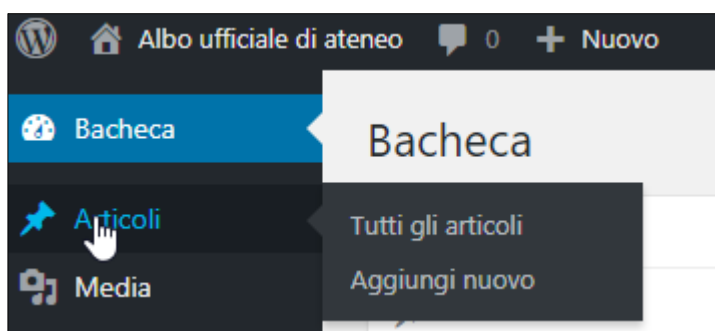 Albo ufficiale di ateneo 0 + Nuovo
Bacheca
Bacheca
Articoli
Tutti gli articoli
Aggiungi nuovo
Media